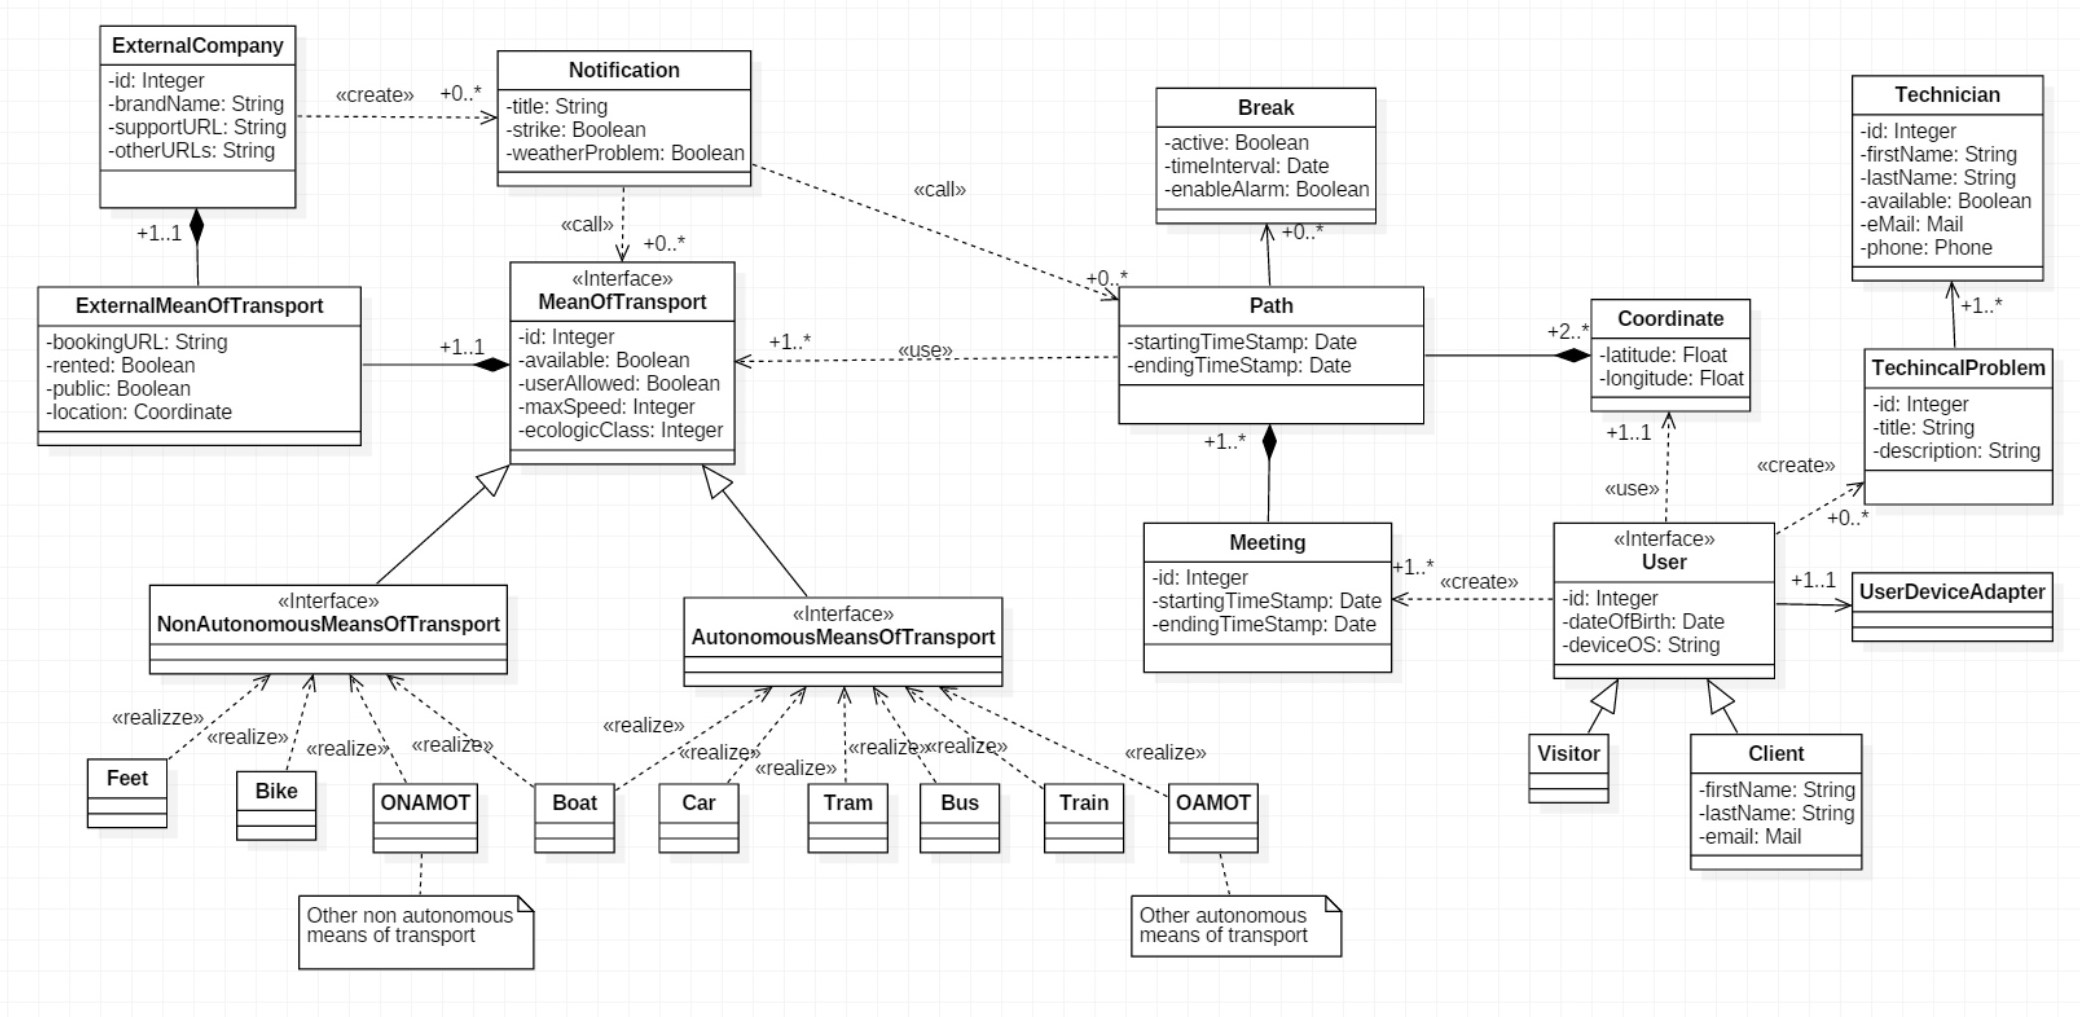 ExternalCompany
-id: Integer
-brandName: String
-supportURL: String
-otherURLs: String
«create»
+0..*
Notification
-title: String
-strike: Boolean
-weatherProblem: Boolean
«call»
+0..*
«call»
+0..*
Break
-active: Boolean
-timeInterval: Date
-enableAlarm: Boolean
+0..*
Technician
-id: Integer
-firstName: String
-lastName: String
-available: Boolean
-eMail: Mail
-phone: Phone
+1..*
+1..1
ExternalMeanOfTransport
-bookingURL: String
-rented: Boolean
-public: Boolean
-location: Coordinate
+1..1
«Interface»
MeanOfTransport
-id: Integer
-available: Boolean
-userAllowed: Boolean
-maxSpeed: Integer
-ecologicClass: Integer
+1..*
«use»
Path
-startingTimeStamp: Date
-endingTimeStamp: Date
+2..*
Coordinate
-latitude: Float
-longitude: Float
TechincalProblem
-id: Integer
-title: String
-description: String
+1..*
+1..1
«use»
«create»
+0..*
Meeting
-id: Integer
-startingTimeStamp: Date
-endingTimeStamp: Date
+1..*
«create»
«Interface»
User
-id: Integer
-dateOfBirth: Date
-deviceOS: String
+1..1
UserDeviceAdapter
«Interface»
NonAutonomousMeansOfTransport
«Interface»
AutonomousMeansOfTransport
«realizze»
«realize»
«realize»
«realize»
«realize»
«realize»
«realize»
«realize»
«realize»
«realize»
Feet
Bike
ONAMOT
Boat
Car
Tram
Bus
Train
OAMOT
Visitor
Client
-firstName: String
-lastName: String
-email: Mail
Other non autonomous
means of transport
Other autonomous
means of transport